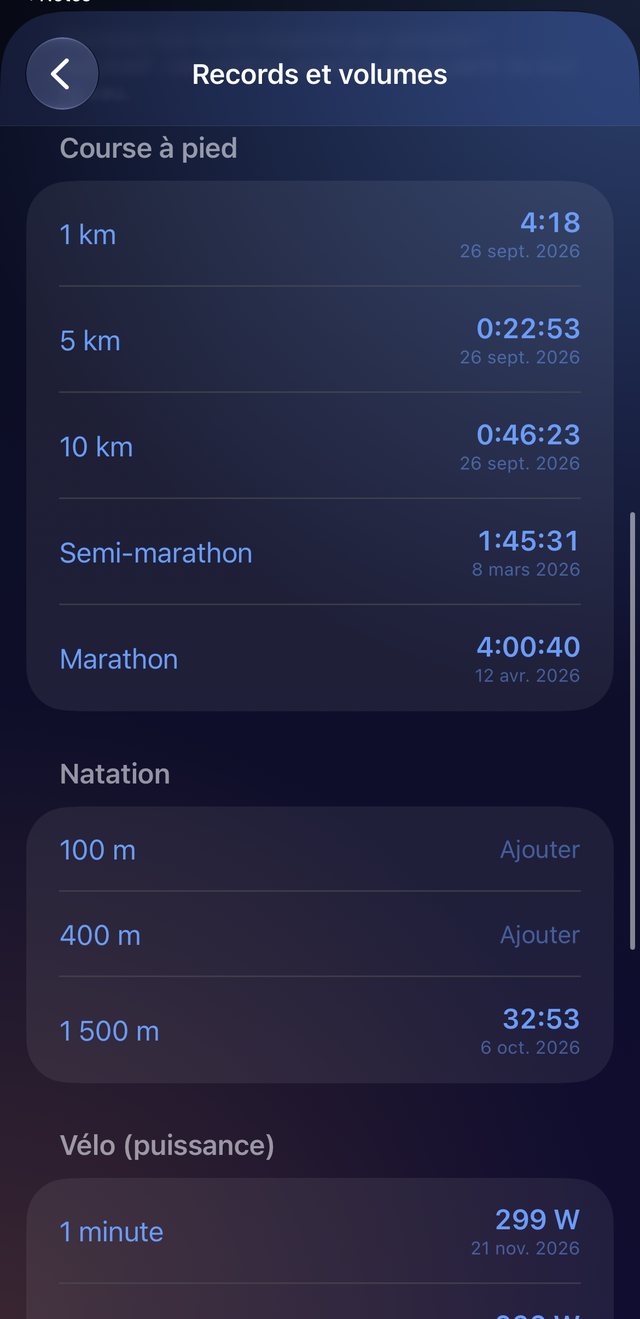 Records et volumes
Course à pied
1 km
4:18
26 sept. 2026
5 km
0:22:53
26 sept. 2026
10 km
0:46:23
26 sept. 2026
Semi-marathon
1:45:31
8 mars 2026
Marathon
4:00:40
12 avr. 2026
Natation
100 m
Ajouter
400 m
Ajouter
1 500 m
32:53
6 oct. 2026
Vélo (puissance)
1 minute
299 W
21 nov. 2026